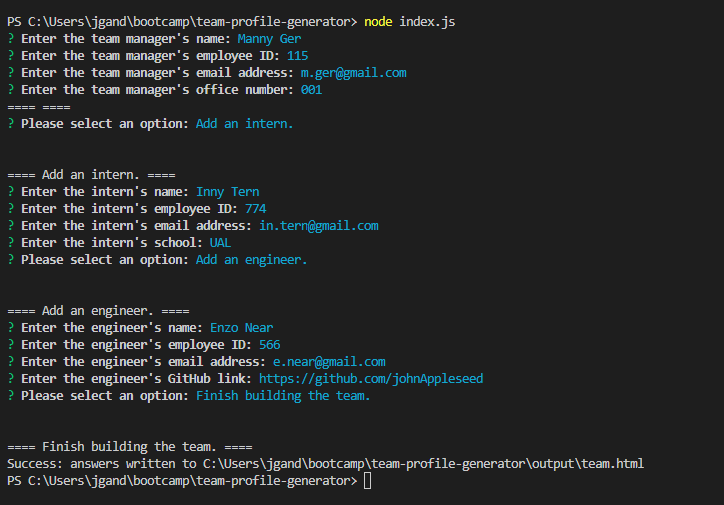 PS C:\Users\jgand\bootcamp\team-profile-generator> node index.js
? Enter the team manager's name: Manny Ger
? Enter the team manager's employee ID: 115
? Enter the team manager's email address: m.ger@gmail.com
? Enter the team manager's office number: 001
==== ====
? Please select an option: Add an intern.
==== Add an intern. ====
? Enter the intern's name: Inny Tern
? Enter the intern's employee ID: 774
? Enter the intern's email address: in.tern@gmail.com
? Enter the intern's school: UAL
? Please select an option: Add an engineer.
==== Add an engineer. ====
? Enter the engineer's name: Enzo Near
? Enter the engineer's employee ID: 566
? Enter the engineer's email address: e.near@gmail.com
? Enter the engineer's GitHub link: https://github.com/johnAppleseed
? Please select an option: Finish building the team.
==== Finish building the team. ====
Success: answers written to C:\Users\jgand\bootcamp\team-profile-generator\output\team.html
PS C:\Users\jgand\bootcamp\team-profile-generator>